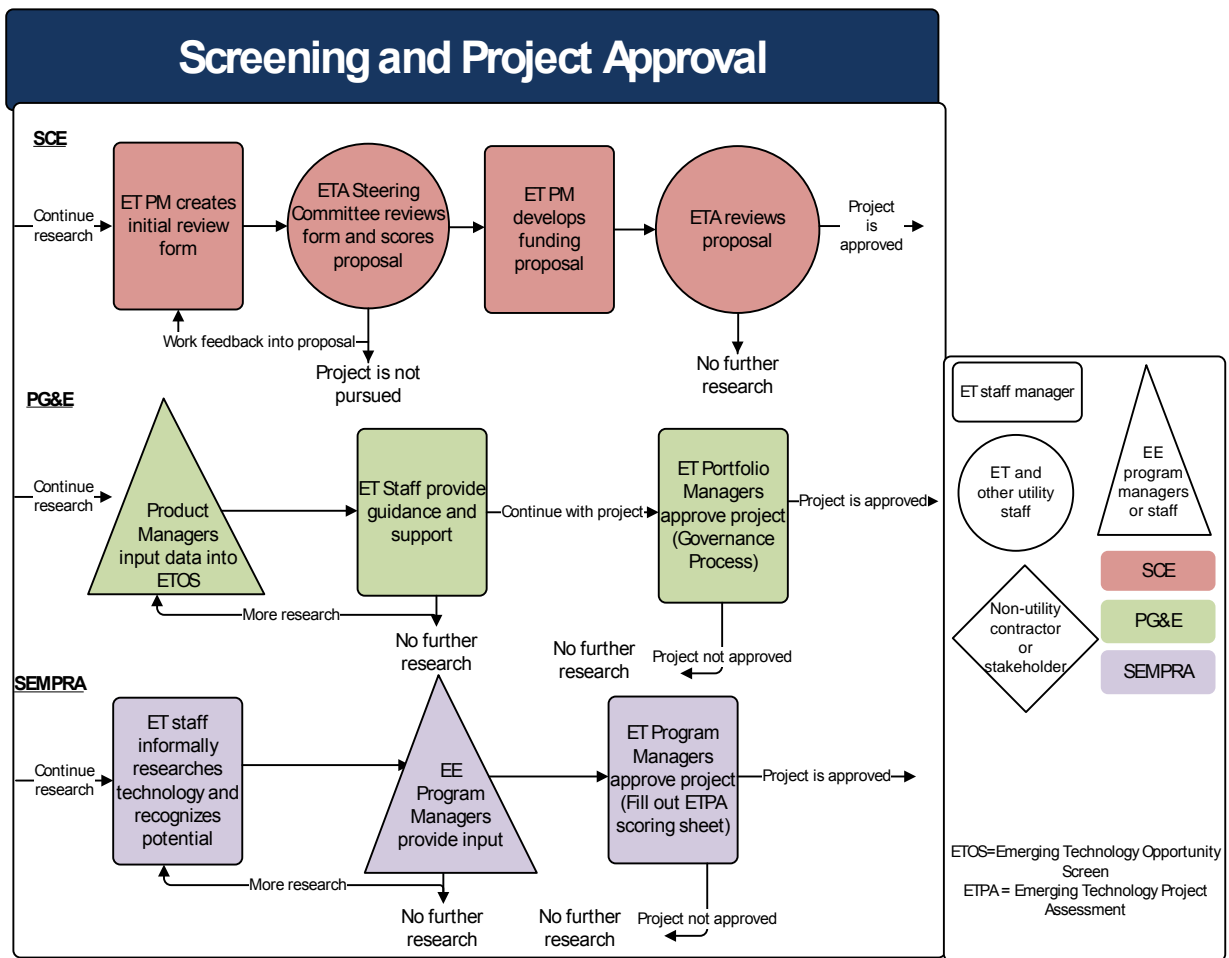 Screening and Project Approval
SCE
Continue
research
ET PM creates
initial review
form
ETA Steering
Committee reviews
form and scores
proposal
ET PM
develops
funding
proposal
ETA reviews
proposal
Project
is
approved
Work feedback into proposal
Project is not
pursued
No further
research
PG&E
Continue
research
Product
Managers
input data into
ETOS
ET Staff provide
guidance and
support
Continue with project
ET Portfolio
Managers
approve project
(Governance
Process)
Project is approved
More research
No further
research
No further
research
Project not approved
SEMPRA
Continue
research
ET staff
informally
researches
technology and
recognizes
potential
EE
Program
Managers
provide input
ET Program
Managers
approve project
(Fill out ETPA
scoring sheet)
Project is approved
More research
No further
research
No further
research
Project not approved
ET staff manager
EE
program
managers
or staff
ET and
other utility
staff
Non-utility
contractor
or
stakeholder
SCE
PG&E
SEMPRA
ETOS=Emerging Technology Opportunity
Screen
ETPA = Emerging Technology Project
Assessment